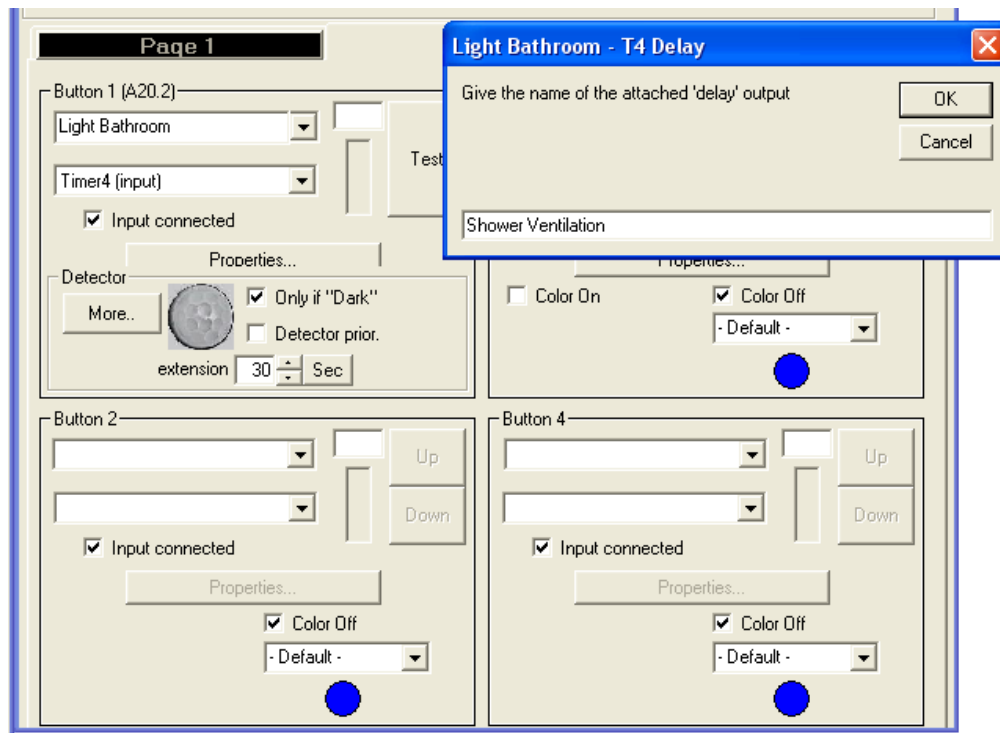 Page 1
Light Bathroom - T4 Delay
Give the name of the attached 'delay' output
OK
Cancel
Shower Ventilation
Button 1 (A20.2)
Light Bathroom
Test
Timer4 (input)
Input connected
Properties...
Detector
More..
Only if "Dark"
Detector prior.
extension 30 Sec
Properties...
Color On
Color Off
- Default -
Button 2
Up
Down
Input connected
Properties...
Color Off
- Default -
Button 4
Up
Down
Input connected
Properties...
Color Off
- Default -